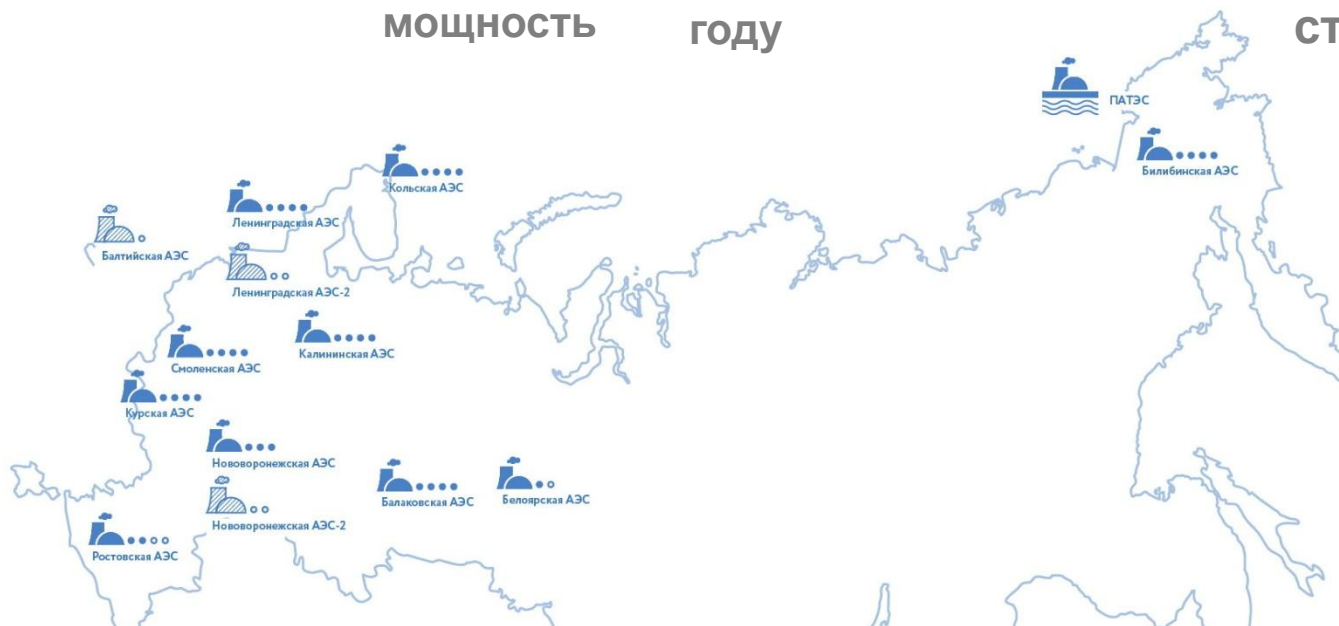 мощность году ст
ПАТЭС
Билибинская АЭС
Кольская АЭС
Ленинградская АЭС
Балтийская АЭС
Ленинградская АЭС-2
Калининская АЭС
Смоленская АЭС
Курская АЭС
Нововоронежская АЭС
Балаковская АЭС
Белоярская АЭС
Нововоронежская АЭС-2
Ростовская АЭС